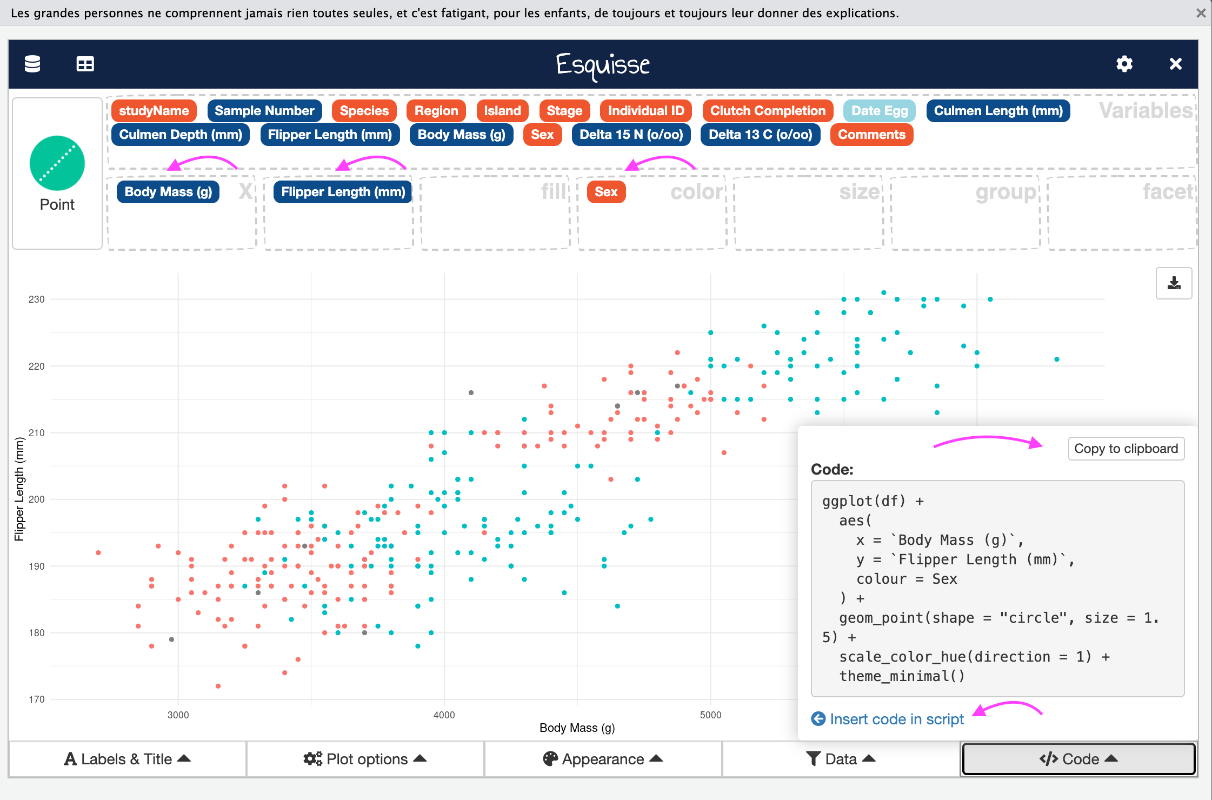 Les grandes personnes ne comprennent jamais rien toutes seules, et c'est fatigant, pour les enfants, de toujours et toujours leur donner des explications.
Esquisse
studyName Sample Number Species Region Island Stage Individual ID Clutch Completion Date Egg Culmen Length (mm) Variables
Culmen Depth (mm) Flipper Length (mm) Body Mass (g) Sex Delta 15 N (o/oo) Delta 13 C (o/oo) Comments
Point
Body Mass (g) X Flipper Length (mm) fill Sex color size group facet
230
220
210
200
190
180
170
Flipper Length (mm)
3000 4000 5000
Body Mass (g)
Copy to clipboard
Code:
ggplot(df) +
aes(
x = `Body Mass (g)`,
y = `Flipper Length (mm)`,
colour = Sex
) +
geom_point(shape = "circle", size = 1.
5) +
scale_color_hue(direction = 1) +
theme_minimal()
Insert code in script
Labels & Title Plot options Appearance Data </> Code